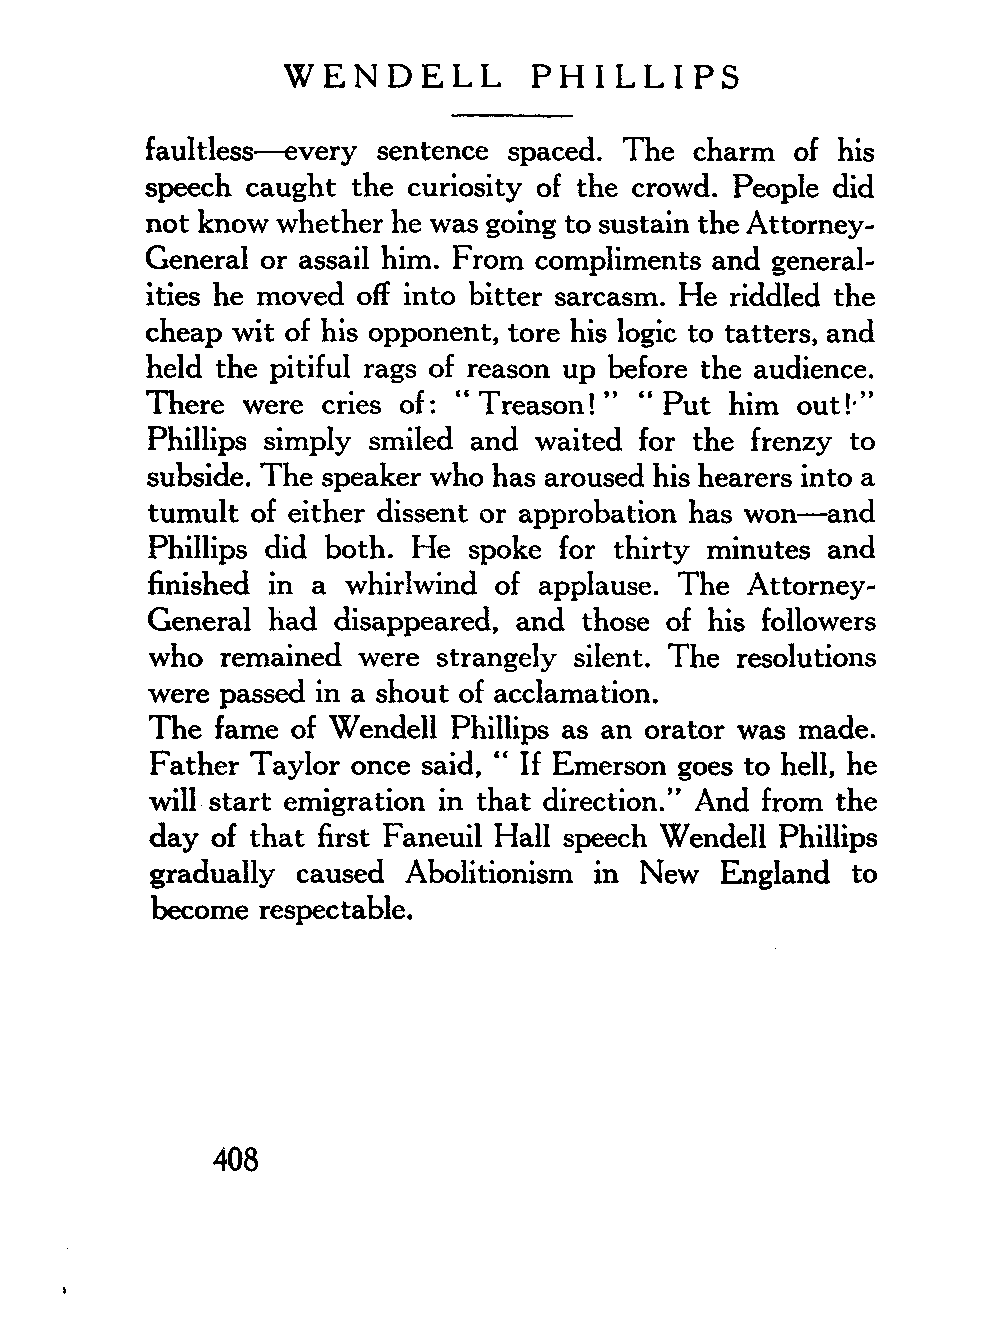 WENDELL PHILLIPS
faultless—every sentence spaced. The charm of his
speech caught the curiosity of the crowd. People did
not know whether he was going to sustain the Attorney-
General or assail him. From compliments and general-
ities he moved off into bitter sarcasm. He riddled the
cheap wit of his opponent, tore his logic to tatters, and
held the pitiful rags of reason up before the audience.
There were cries of: " Treason! " " Put him out!"
Phillips simply smiled and waited for the frenzy to
subside. The speaker who has aroused his hearers into a
tumult of either dissent or approbation has won—and
Phillips did both. He spoke for thirty minutes and
finished in a whirlwind of applause. The Attorney-
General had disappeared, and those of his followers
who remained were strangely silent. The resolutions
were passed in a shout of acclamation.
The fame of Wendell Phillips as an orator was made.
Father Taylor once said, " If Emerson goes to hell, he
will start emigration in that direction." And from the
day of that first Faneuil Hall speech Wendell Phillips
gradually caused Abolitionism in New England to
become respectable.
408